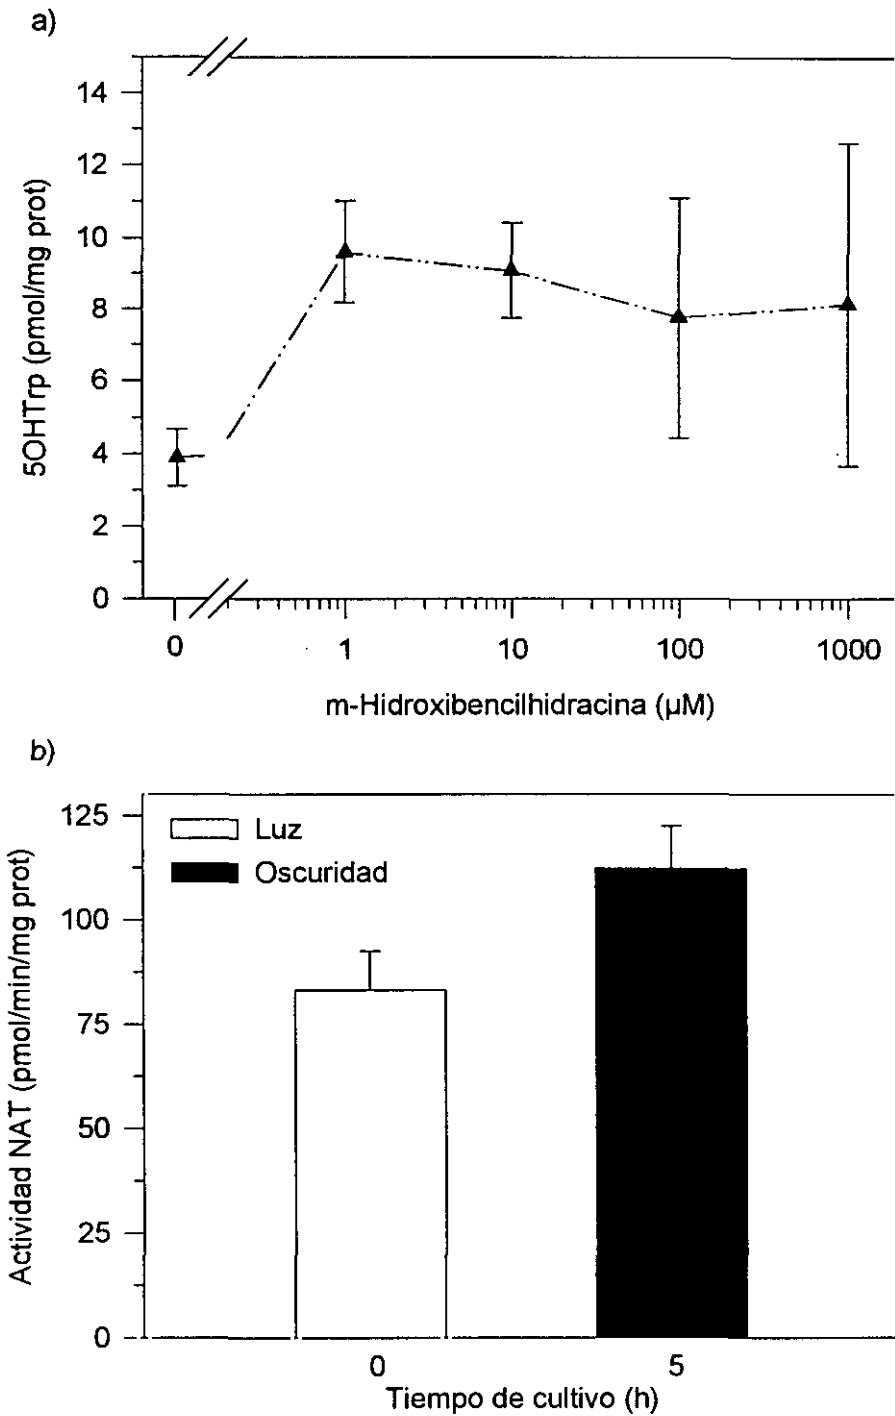 a)
14
12
10
8
6
4
2
0
5OHTrp (pmol/mg prot)
0 1 10 100 1000
m-Hidroxibencilhidracina (µM)
b)
125
100
75
50
25
0
Actividad NAT (pmol/min/mg prot)
Luz
Oscuridad
0 5
Tiempo de cultivo (h)